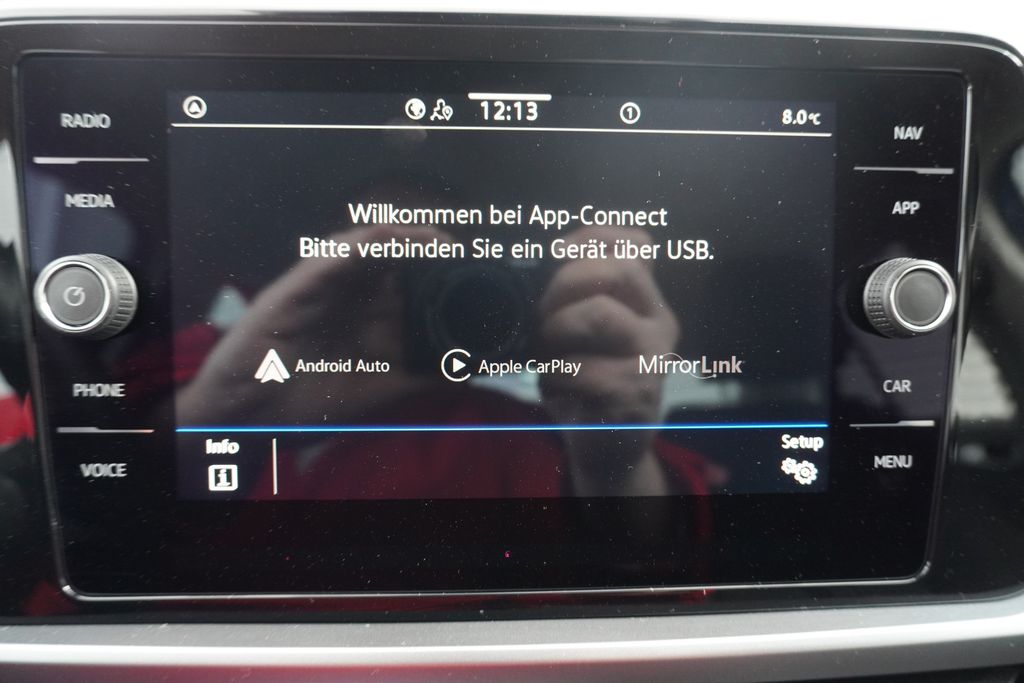 RADIO
MEDIA
PHONE
VOICE
12:13
1
8.0°C
Willkommen bei App-Connect
Bitte verbinden Sie ein Gerät über USB.
Android Auto
Apple CarPlay
MirrorLink
Info
i
Setup
NAV
APP
CAR
MENU